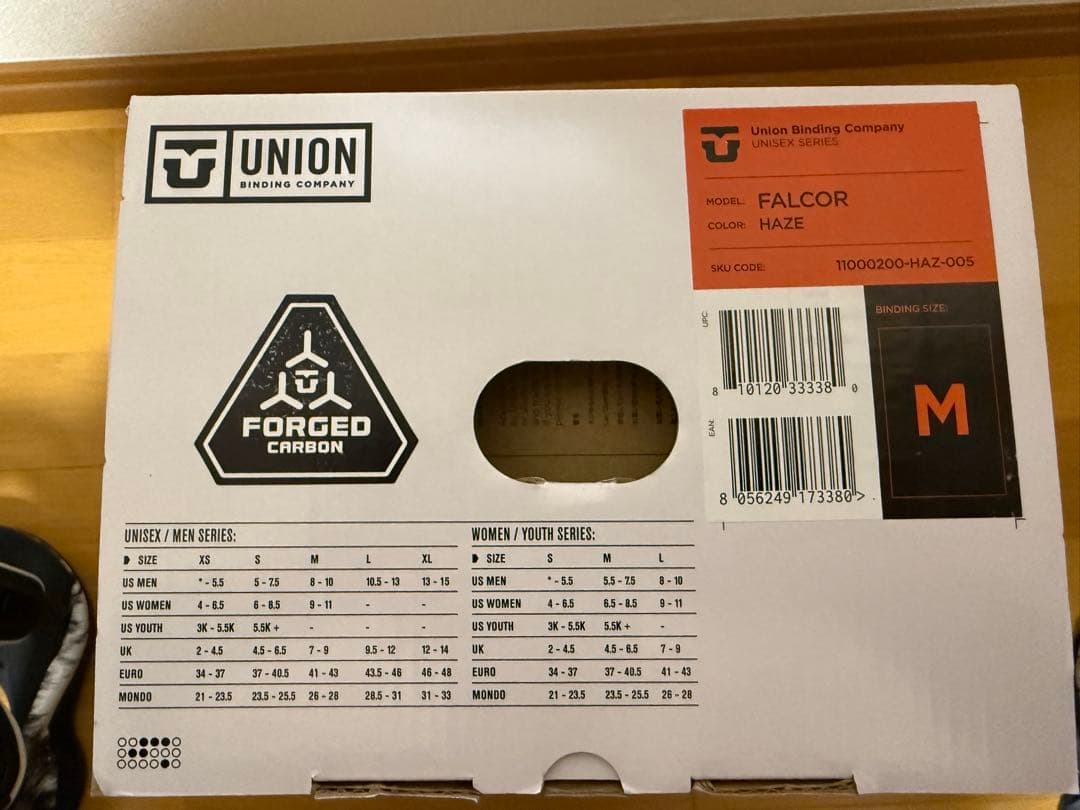 UNION
BINDING COMPANY
Union Binding Company
UNISEX SERIES
MODEL: FALCOR
COLOR: HAZE
SKU CODE: 11000200-HAZ-005
UPC:
8 10120 33338 0
BINDING SIZE:
M
EAN:
8 056249 173380 >
FORGED
CARBON
UNISEX / MEN SERIES:
SIZE XS S M L XL
US MEN * - 5.5 5 - 7.5 8 - 10 10.5 - 13 13 - 15
US WOMEN 4 - 6.5 6 - 8.5 9 - 11 - -
US YOUTH 3K - 5.5K 5.5K + - - -
UK 2 - 4.5 4.5 - 6.5 7 - 9 9.5 - 12 12 - 14
EURO 34 - 37 37 - 40.5 41 - 43 43.5 - 46 46 - 48
MONDO 21 - 23.5 23.5 - 25.5 26 - 28 28.5 - 31 31 - 33
WOMEN / YOUTH SERIES:
SIZE S M L
US MEN * - 5.5 5.5 - 7.5 8 - 10
US WOMEN 4 - 6.5 6.5 - 8.5 9 - 11
US YOUTH 3K - 5.5K 5.5K + -
UK 2 - 4.5 4.5 - 6.5 7 - 9
EURO 34 - 37 37 - 40.5 41 - 43
MONDO 21 - 23.5 23.5 - 25.5 26 - 28